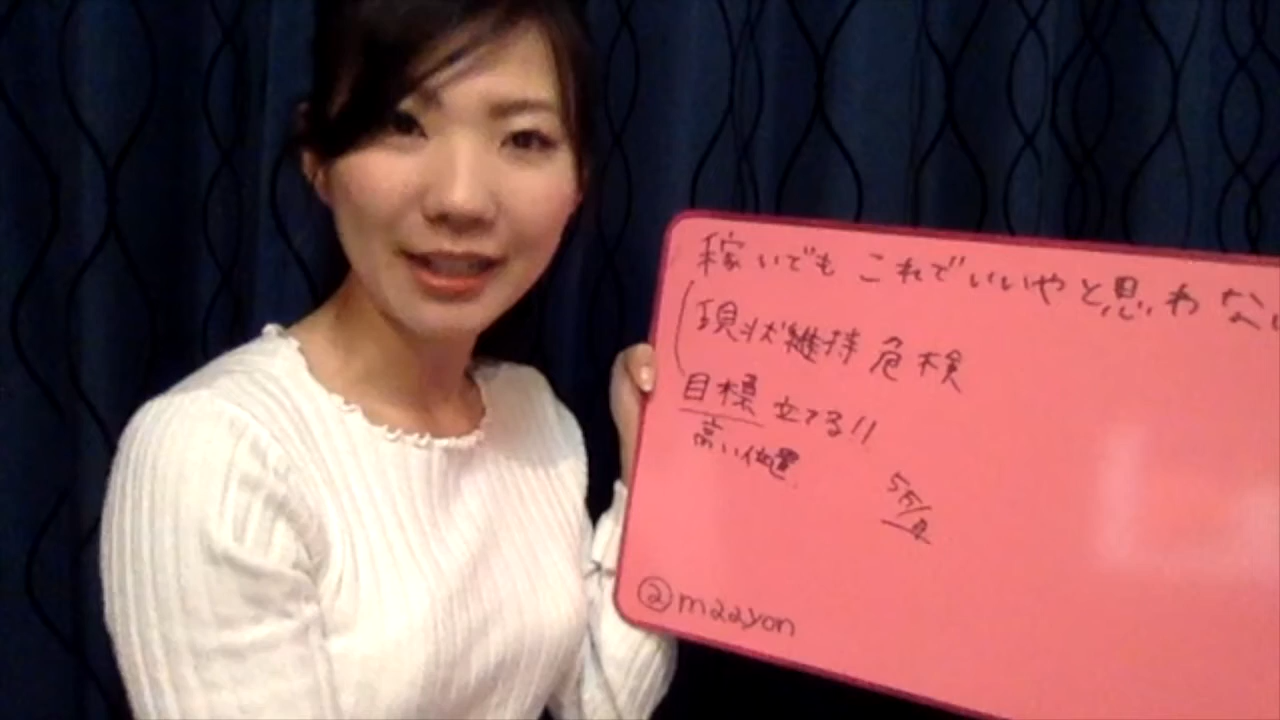 稼いでも これでいいやと思わない
現状維持 危検
目標 立てる!!
高い位置
5万/月
@maayon